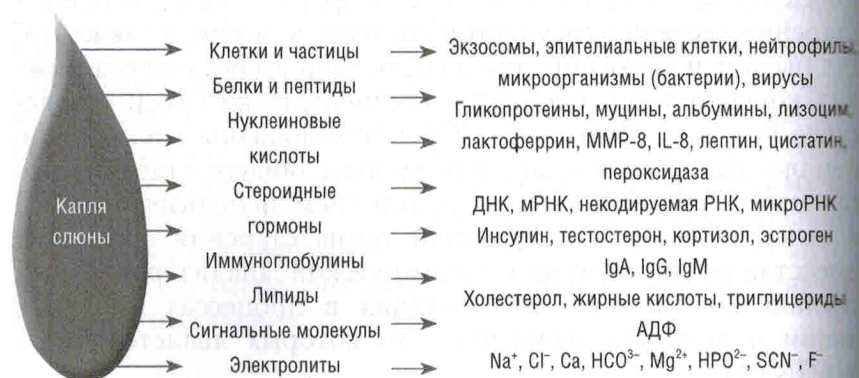 Капля
слюны
Клетки и частицы
Белки и пептиды
Нуклеиновые
кислоты
Стероидные
гормоны
Иммуноглобулины
Липиды
Сигнальные молекулы
Электролиты
Экзосомы, эпителиальные клетки, нейтрофилы,
микроорганизмы (бактерии), вирусы
Гликопротеины, муцины, альбумины, лизоцим,
лактоферрин, MMP-8, IL-8, лептин, цистатин,
пероксидаза
ДНК, мРНК, некодируемая РНК, микроРНК
Инсулин, тестостерон, кортизол, эстроген
IgA, IgG, IgM
Холестерол, жирные кислоты, триглицериды
АДФ
Na⁺, Cl⁻, Ca, HCO³⁻, Mg²⁺, HPO²⁻, SCN⁻, F⁻